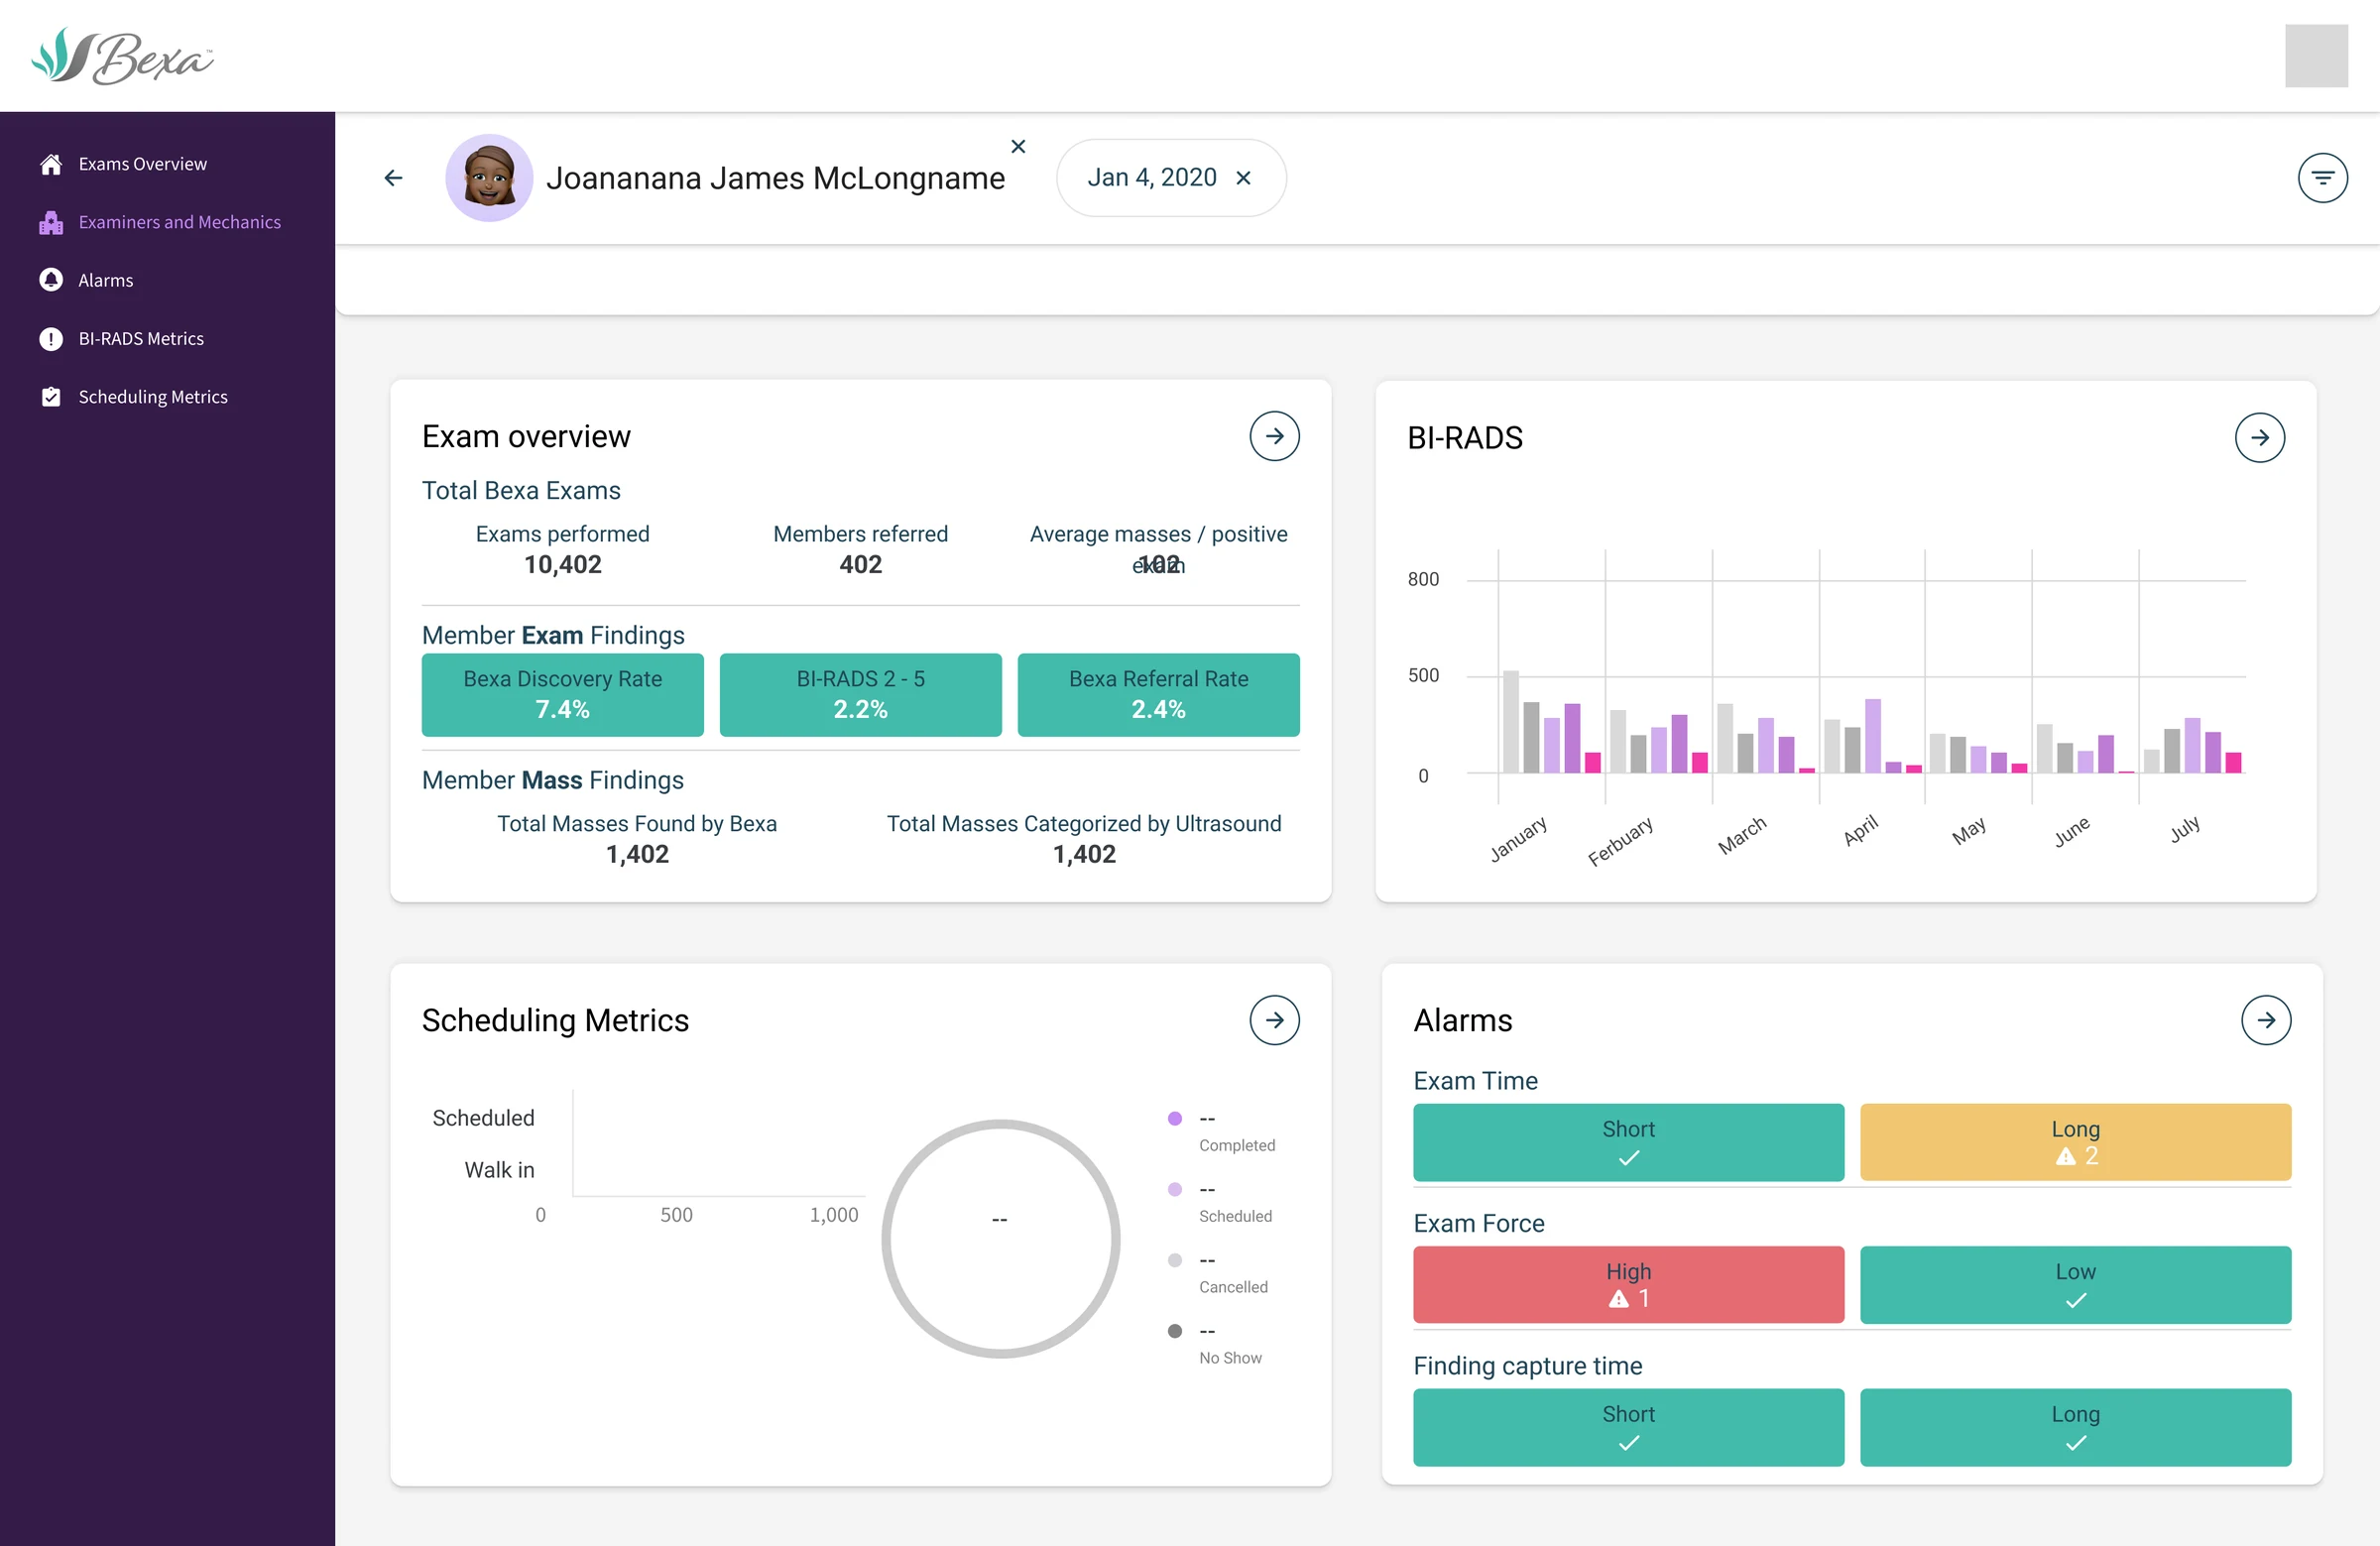 Bexa™
Exams Overview
Examiners and Mechanics
Alarms
BI-RADS Metrics
Scheduling Metrics
Joananana James McLongname
Jan 4, 2020
Exam overview
Total Bexa Exams
Exams performed
10,402
Members referred
402
Average masses / positive
exam
102
Member Exam Findings
Bexa Discovery Rate
7.4%
BI-RADS 2 - 5
2.2%
Bexa Referral Rate
2.4%
Member Mass Findings
Total Masses Found by Bexa
1,402
Total Masses Categorized by Ultrasound
1,402
BI-RADS
800
500
0
January
Ferbuary
March
April
May
June
July
Scheduling Metrics
Scheduled
Walk in
0 500 1,000
--
--
Completed
--
Scheduled
--
Cancelled
--
No Show
Alarms
Exam Time
Short
Long
2
Exam Force
High
1
Low
Finding capture time
Short
Long